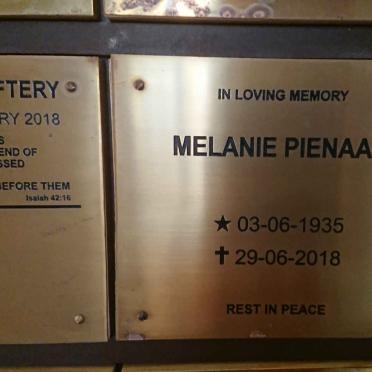 FTERY
RY 2018
S
END OF
SSED
BEFORE THEM
Isaiah 42:16
IN LOVING MEMORY
MELANIE PIENAA
★ 03-06-1935
✝ 29-06-2018
REST IN PEACE